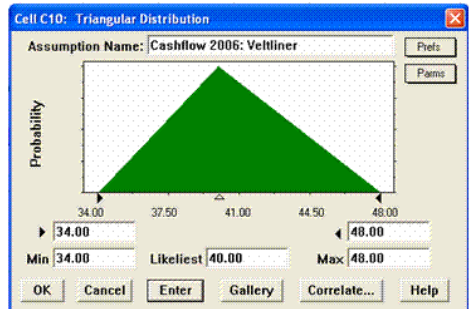 Cell C10: Triangular Distribution
Assumption Name: Cashflow 2006: Veltliner Prefs
Parms
Probability
34.00 37.50 41.00 44.50 48.00
34.00 48.00
Min 34.00 Likeliest 40.00 Max 48.00
OK Cancel Enter Gallery Correlate... Help